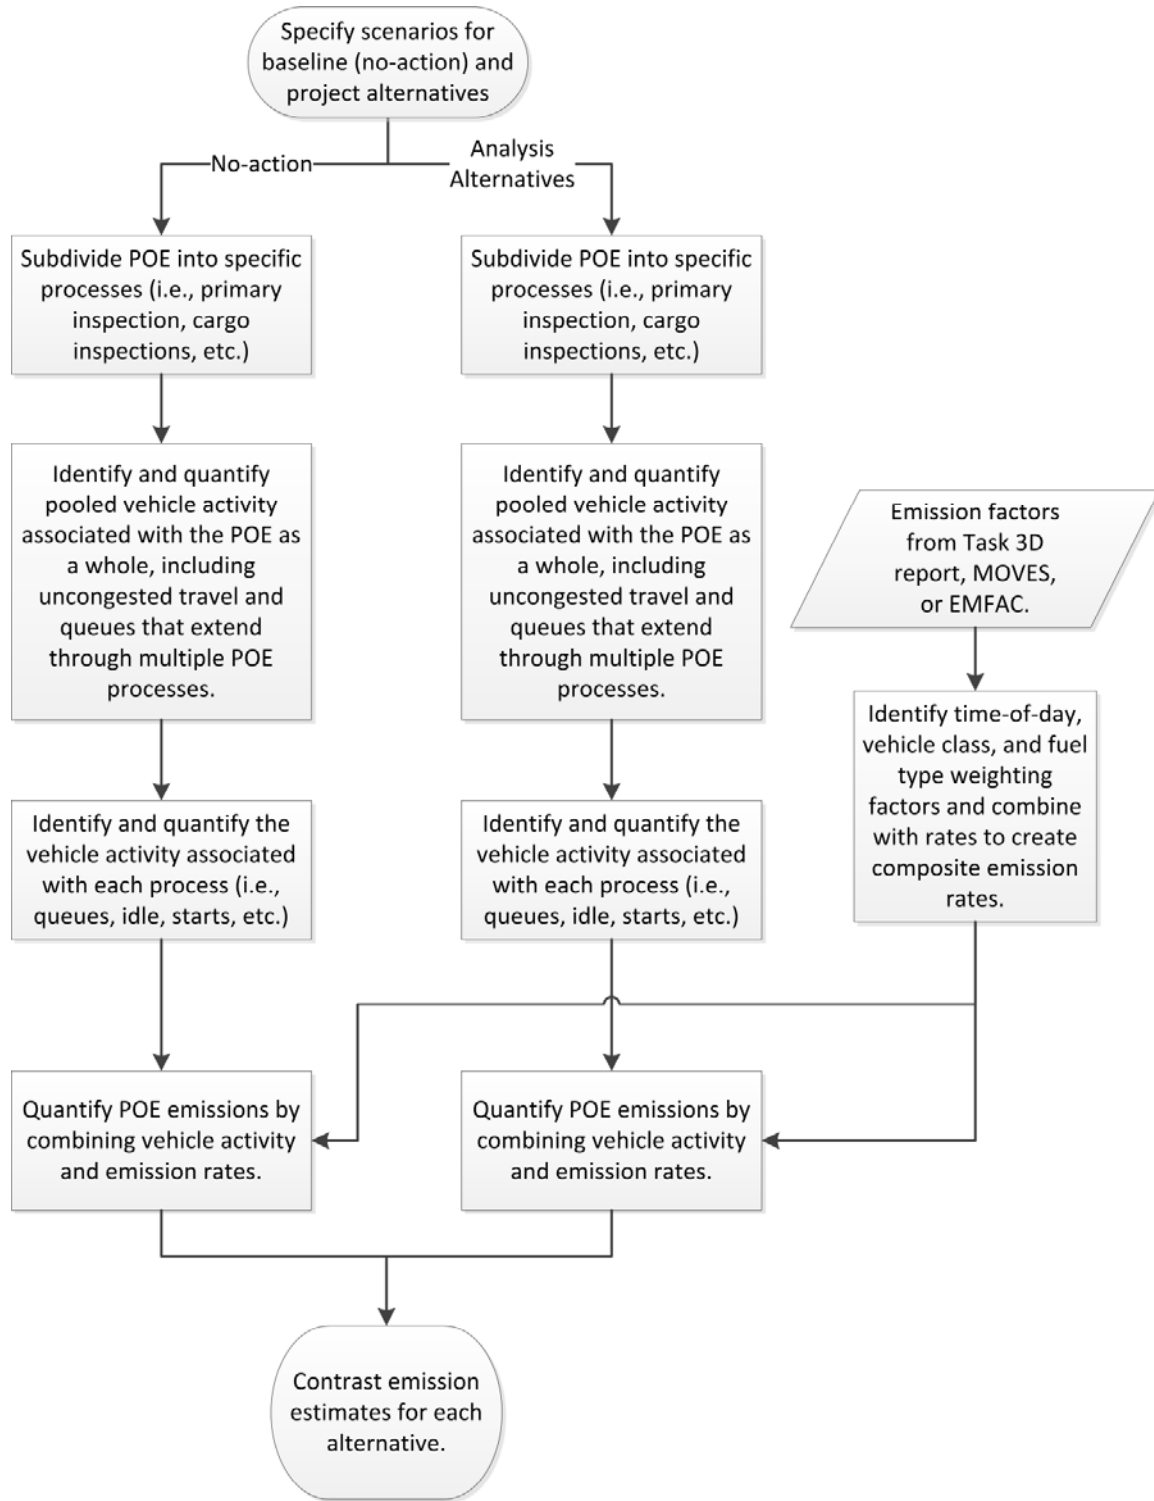 Specify scenarios for
baseline (no-action) and
project alternatives
No-action
Analysis
Alternatives
Subdivide POE into specific
processes (i.e., primary
inspection, cargo
inspections, etc.)
Subdivide POE into specific
processes (i.e., primary
inspection, cargo
inspections, etc.)
Identify and quantify
pooled vehicle activity
associated with the POE as
a whole, including
uncongested travel and
queues that extend
through multiple POE
processes.
Identify and quantify
pooled vehicle activity
associated with the POE as
a whole, including
uncongested travel and
queues that extend
through multiple POE
processes.
Emission factors
from Task 3D
report, MOVES,
or EMFAC.
Identify time-of-day,
vehicle class, and fuel
type weighting
factors and combine
with rates to create
composite emission
rates.
Identify and quantify the
vehicle activity associated
with each process (i.e.,
queues, idle, starts, etc.)
Identify and quantify the
vehicle activity associated
with each process (i.e.,
queues, idle, starts, etc.)
Quantify POE emissions by
combining vehicle activity
and emission rates.
Quantify POE emissions by
combining vehicle activity
and emission rates.
Contrast emission
estimates for each
alternative.